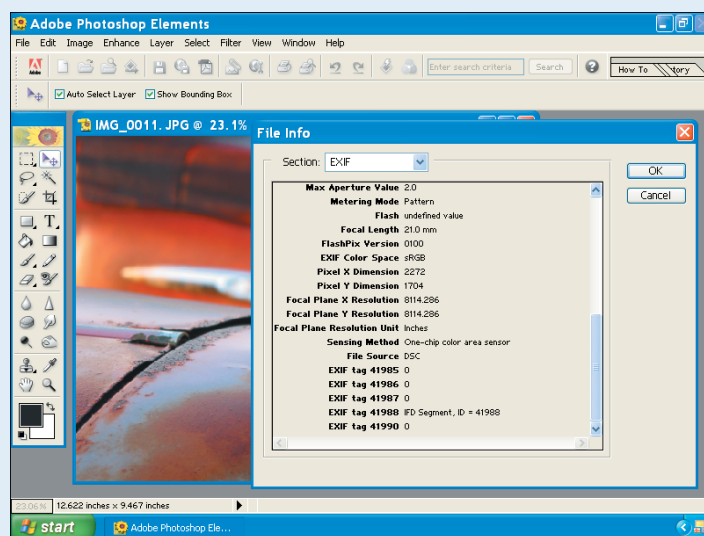 Adobe Photoshop Elements
File Edit Image Enhance Layer Select Filter View Window Help
Adobe
Enter search criteria Search How To
Auto Select Layer Show Bounding Box
IMG_0011.JPG @ 23.1%
File Info
Section: EXIF
OK
Cancel
Max Aperture Value 2.0
Metering Mode Pattern
Flash undefined value
Focal Length 21.0 mm
FlashPix Version 0100
EXIF Color Space sRGB
Pixel X Dimension 2272
Pixel Y Dimension 1704
Focal Plane X Resolution 8114.286
Focal Plane Y Resolution 8114.286
Focal Plane Resolution Unit Inches
Sensing Method One-chip color area sensor
File Source DSC
EXIF tag 41985 0
EXIF tag 41986 0
EXIF tag 41987 0
EXIF tag 41988 IFD Segment, ID = 41988
EXIF tag 41990 0
23.06% 12.622 inches x 9.467 inches
start Adobe Photoshop Ele...